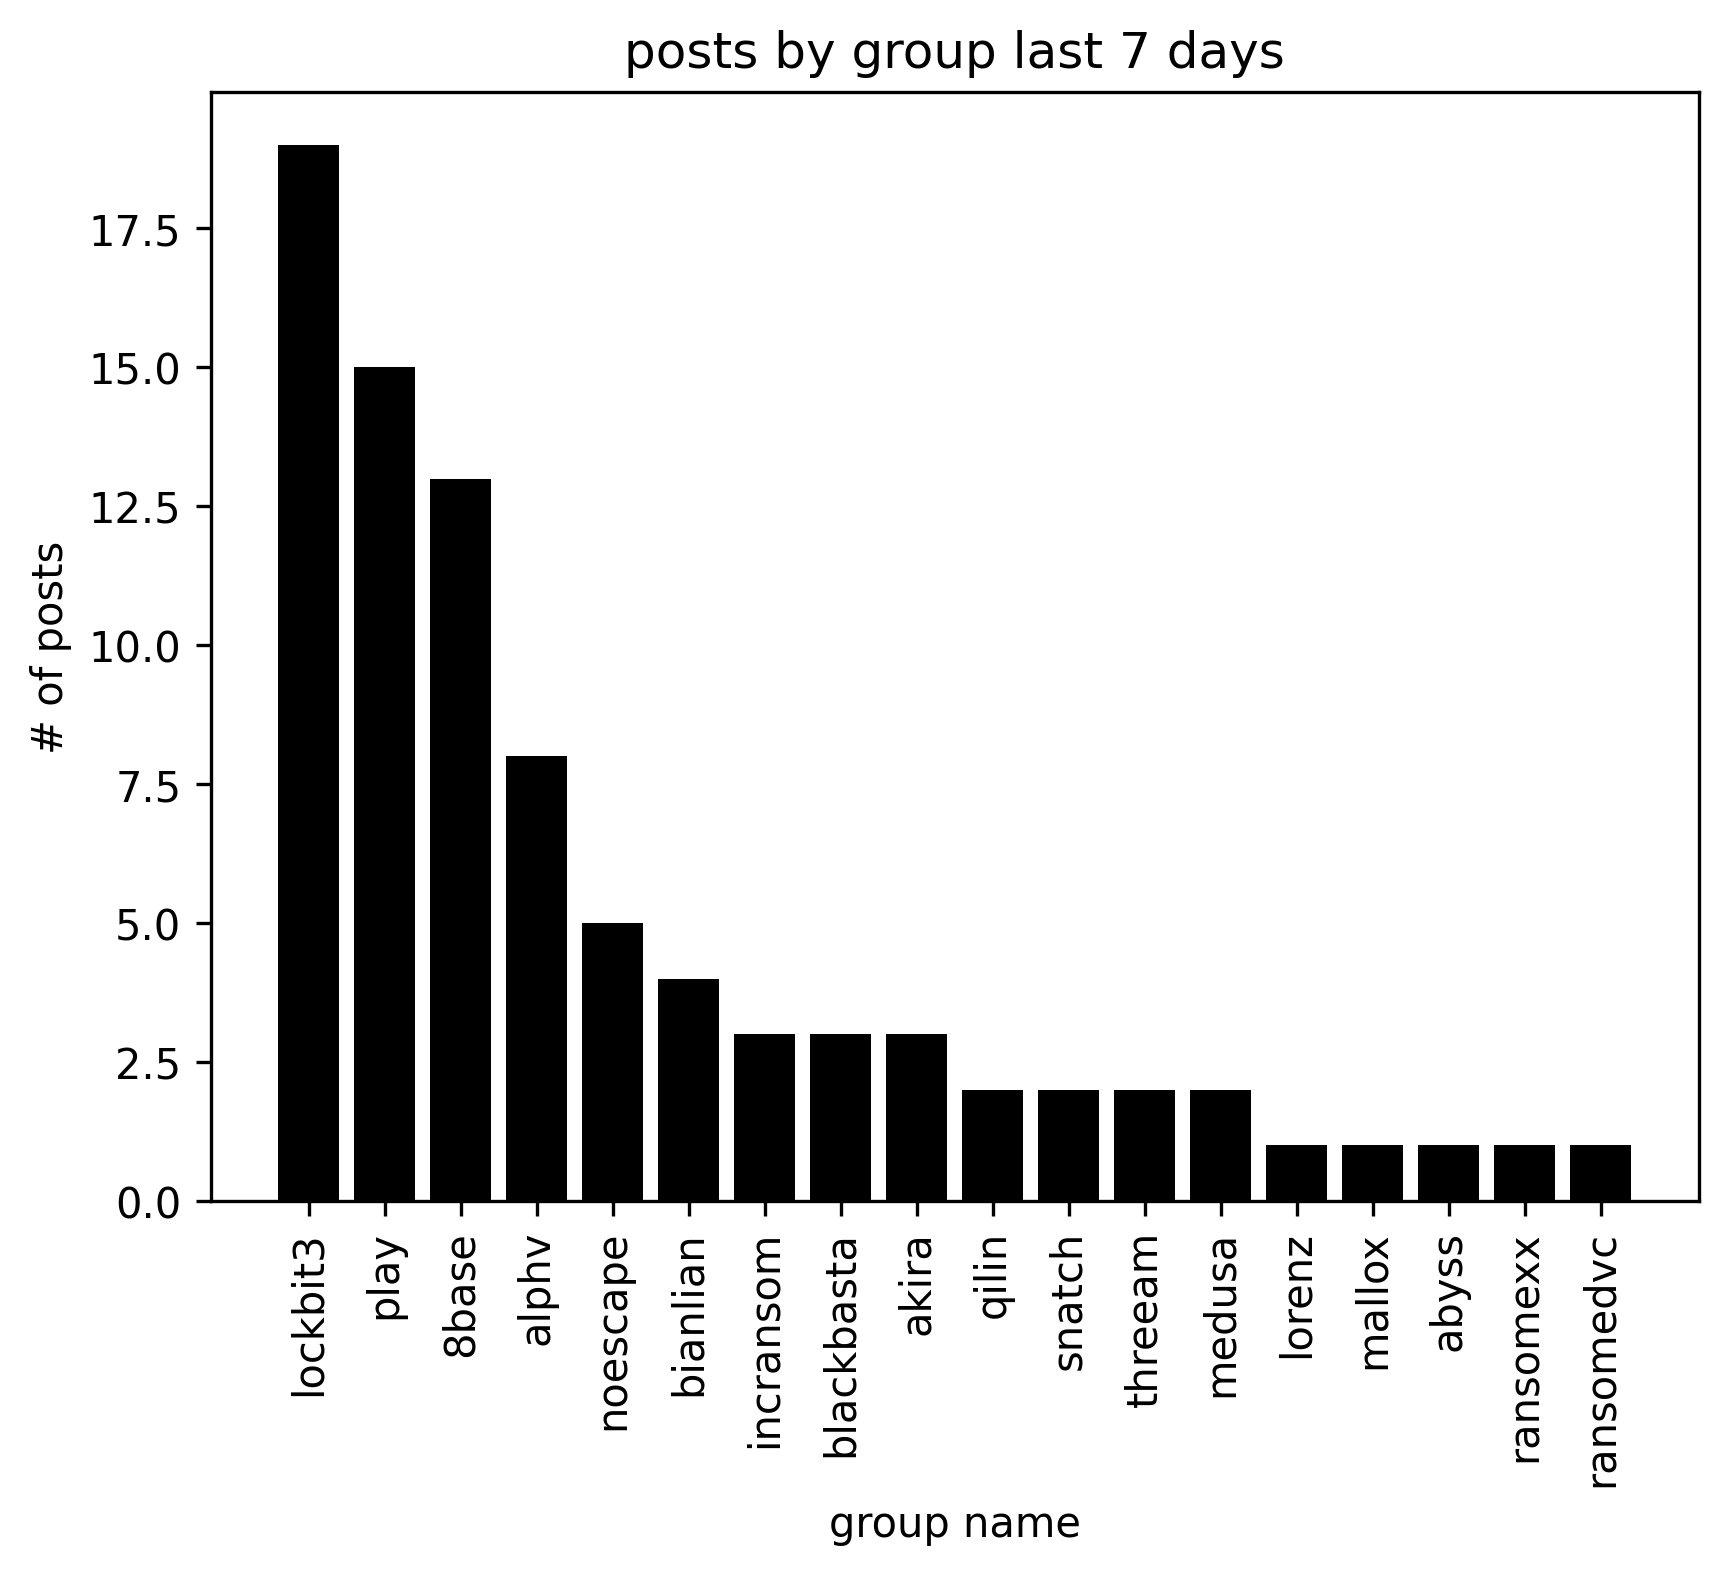 posts by group last 7 days
# of posts
17.5
15.0
12.5
10.0
7.5
5.0
2.5
0.0
lockbit3
play
8base
alphv
noescape
bianlian
incransom
blackbasta
akira
qilin
snatch
threeam
medusa
lorenz
mallox
abyss
ransomexx
ransomedvc
group name